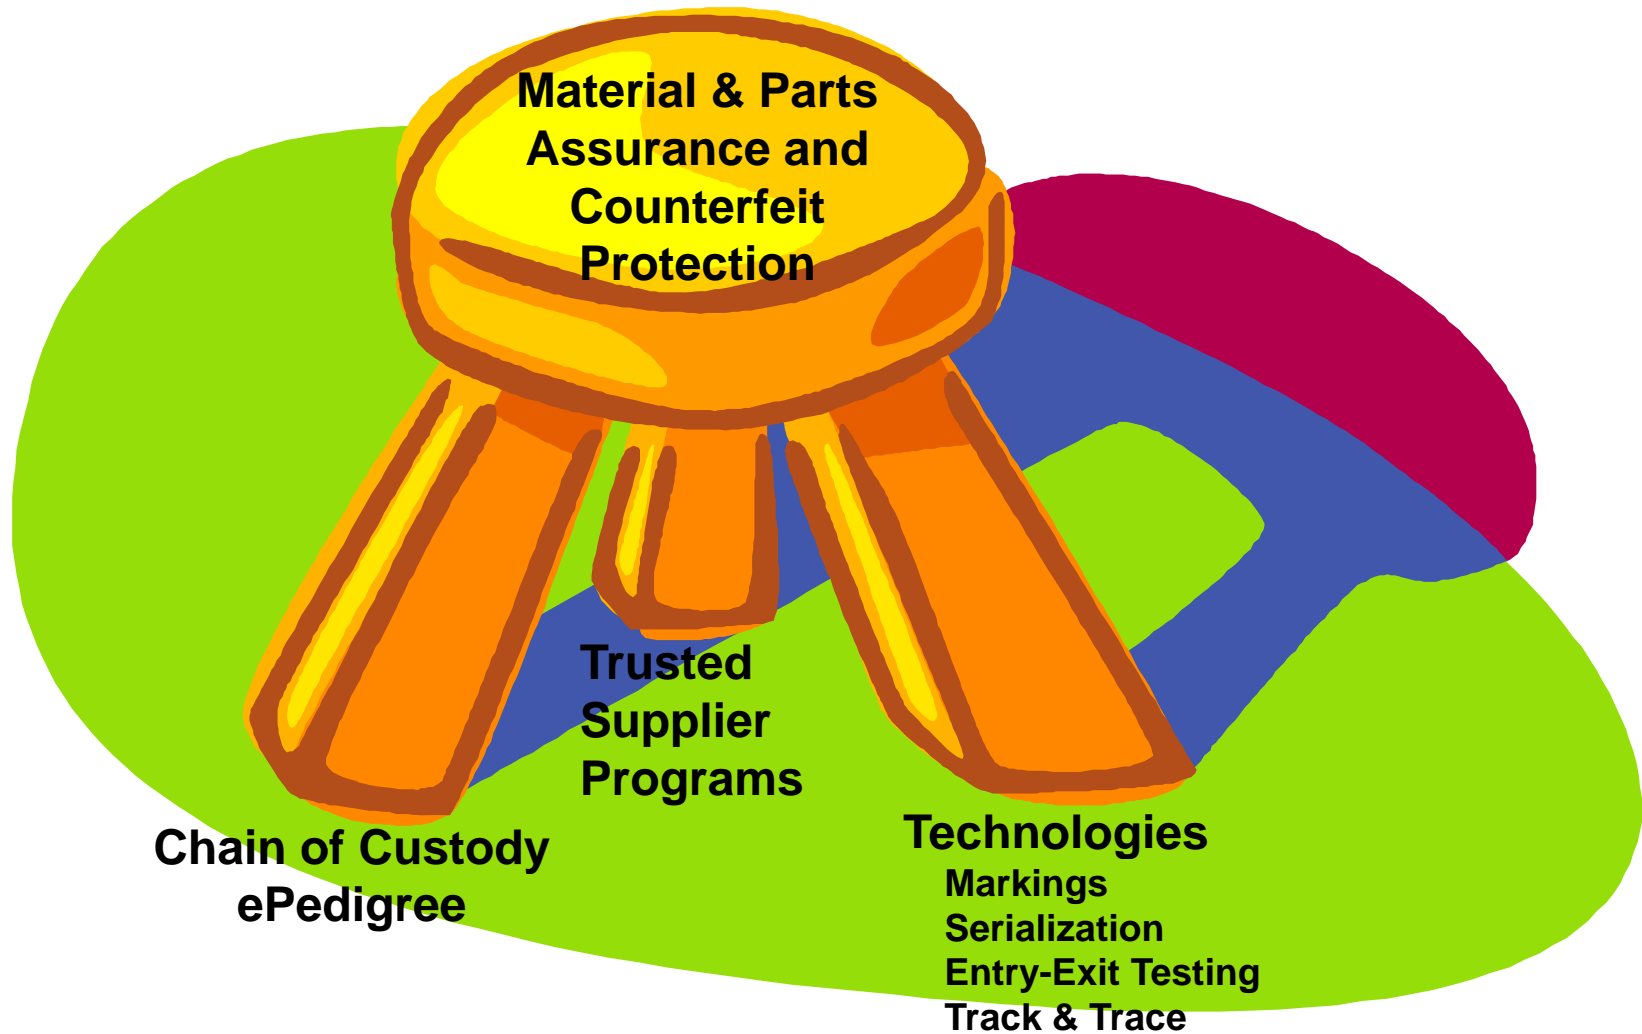 Material & Parts
Assurance and
Counterfeit
Protection
Trusted
Supplier
Programs
Chain of Custody
ePedigree
Technologies
Markings
Serialization
Entry-Exit Testing
Track & Trace